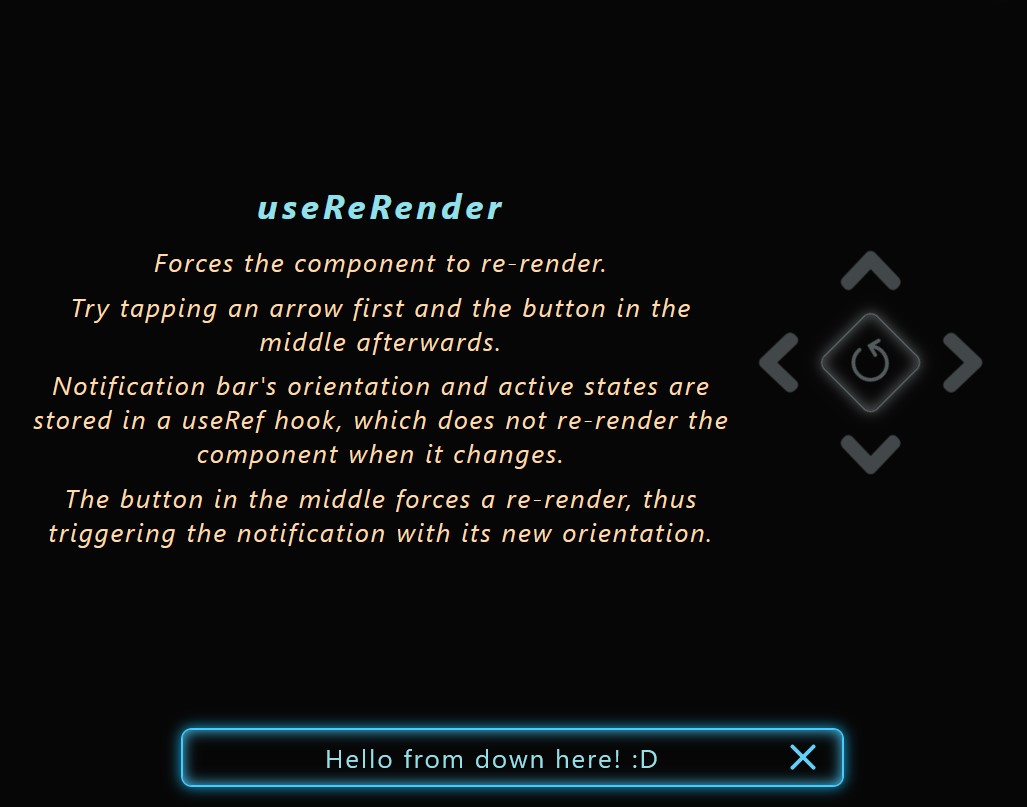 useReRender
Forces the component to re-render.
Try tapping an arrow first and the button in the
middle afterwards.
Notification bar's orientation and active states are
stored in a useRef hook, which does not re-render the
component when it changes.
The button in the middle forces a re-render, thus
triggering the notification with its new orientation.
Hello from down here! :D